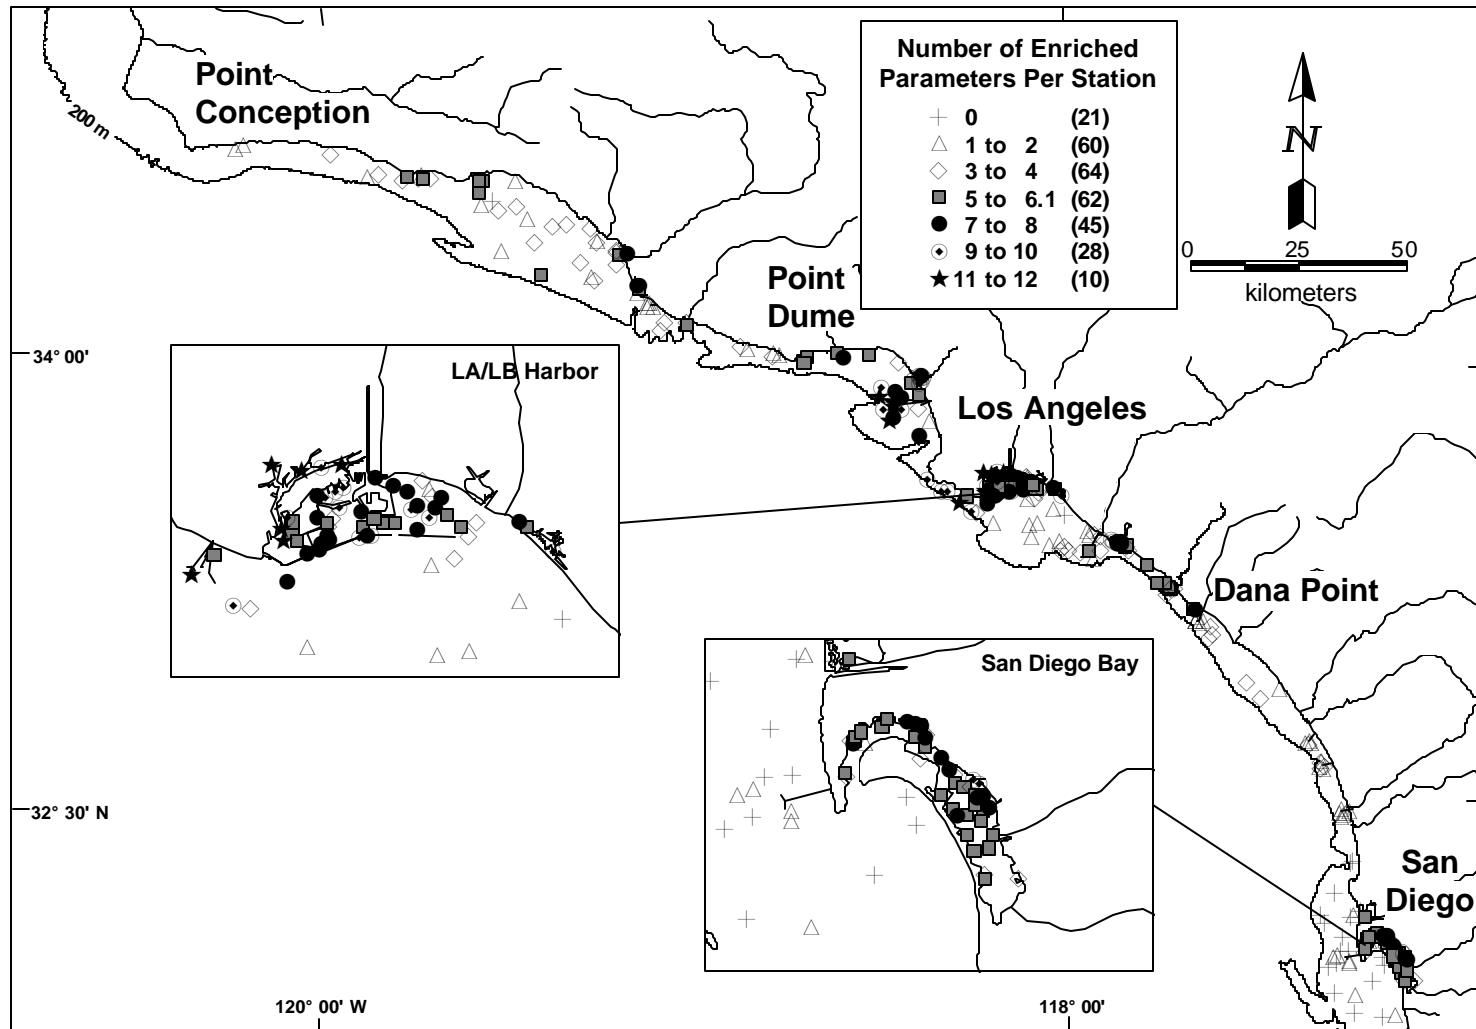 Point
Conception
200 m
Number of Enriched
Parameters Per Station
0 (21)
1 to 2 (60)
3 to 4 (64)
5 to 6.1 (62)
7 to 8 (45)
9 to 10 (28)
11 to 12 (10)
N
0 25 50
kilometers
Point
Dume
34° 00'
LA/LB Harbor
Los Angeles
Dana Point
San Diego Bay
32° 30' N
San
Diego
120° 00' W
118° 00'